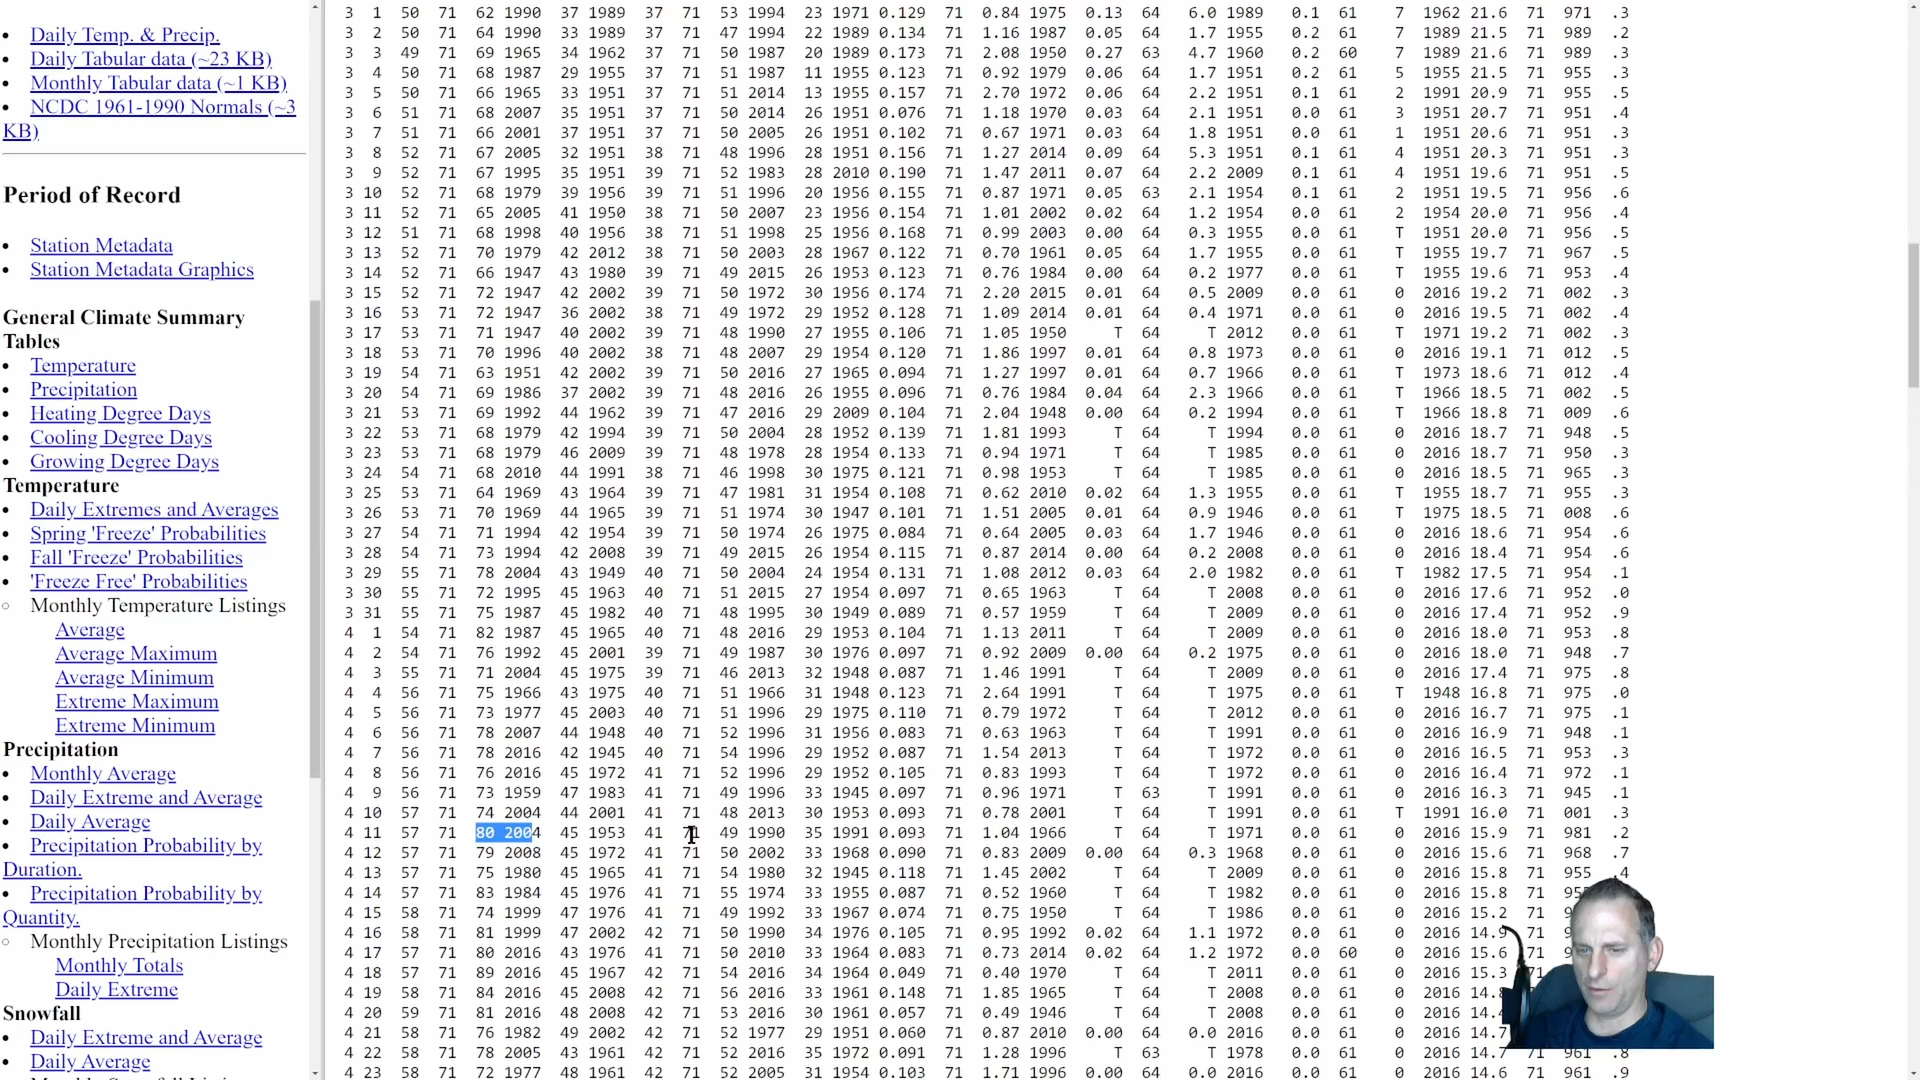 Daily Temp. & Precip.
Daily Tabular data (~23 KB)
Monthly Tabular data (~1 KB)
NCDC 1961-1990 Normals (~3
KB)
Period of Record
Station Metadata
Station Metadata Graphics
General Climate Summary
Tables
Temperature
Precipitation
Heating Degree Days
Cooling Degree Days
Growing Degree Days
Temperature
Daily Extremes and Averages
Spring 'Freeze' Probabilities
Fall 'Freeze' Probabilities
'Freeze Free' Probabilities
Monthly Temperature Listings
Average
Average Maximum
Average Minimum
Extreme Maximum
Extreme Minimum
Precipitation
Monthly Average
Daily Extreme and Average
Daily Average
Precipitation Probability by
Duration.
Precipitation Probability by
Quantity.
Monthly Precipitation Listings
Monthly Totals
Daily Extreme
Snowfall
Daily Extreme and Average
Daily Average
3 1 50 71 62 1990 37 1989 37 71 53 1994 23 1971 0.129 71 0.84 1975 0.13 64 6.0 1989 0.1 61 7 1962 21.6 71 971 .3
3 2 50 71 64 1990 33 1989 37 71 47 1994 22 1989 0.134 71 1.16 1987 0.05 64 1.7 1955 0.2 61 7 1989 21.5 71 989 .2
3 3 49 71 69 1965 34 1962 37 71 50 1987 20 1989 0.173 71 2.08 1950 0.27 63 4.7 1960 0.2 60 7 1989 21.6 71 989 .3
3 4 50 71 68 1987 29 1955 37 71 51 1987 11 1955 0.123 71 0.92 1979 0.06 64 1.7 1951 0.2 61 5 1955 21.5 71 955 .3
3 5 50 71 66 1965 33 1951 37 71 51 2014 13 1955 0.157 71 2.70 1972 0.06 64 2.2 1951 0.1 61 2 1991 20.9 71 955 .5
3 6 51 71 68 2007 35 1951 37 71 50 2014 26 1951 0.076 71 1.18 1970 0.03 64 2.1 1951 0.0 61 3 1951 20.7 71 951 .4
3 7 51 71 66 2001 37 1951 37 71 50 2005 26 1951 0.102 71 0.67 1971 0.03 64 1.8 1951 0.0 61 1 1951 20.6 71 951 .3
3 8 52 71 67 2005 32 1951 38 71 48 1996 28 1951 0.156 71 1.27 2014 0.09 64 5.3 1951 0.1 61 4 1951 20.3 71 951 .3
3 9 52 71 67 1995 35 1951 39 71 52 1983 28 2010 0.190 71 1.47 2011 0.07 64 2.2 2009 0.1 61 4 1951 19.6 71 951 .5
3 10 52 71 68 1979 39 1956 39 71 51 1996 20 1956 0.155 71 0.87 1971 0.05 63 2.1 1954 0.1 61 2 1951 19.5 71 956 .6
3 11 52 71 65 2005 41 1950 38 71 50 2007 23 1956 0.154 71 1.01 2002 0.02 64 1.2 1954 0.0 61 2 1954 20.0 71 956 .4
3 12 51 71 68 1998 40 1956 38 71 51 1998 25 1956 0.168 71 0.99 2003 0.00 64 0.3 1955 0.0 61 T 1951 20.0 71 956 .5
3 13 52 71 70 1979 42 2012 38 71 50 2003 28 1967 0.122 71 0.70 1961 0.05 64 1.7 1955 0.0 61 T 1955 19.7 71 967 .5
3 14 52 71 66 1947 43 1980 39 71 49 2015 26 1953 0.123 71 0.76 1984 0.00 64 0.2 1977 0.0 61 T 1955 19.6 71 953 .4
3 15 52 71 72 1947 42 2002 39 71 50 1972 30 1956 0.174 71 2.20 2015 0.01 64 0.5 2009 0.0 61 0 2016 19.2 71 002 .3
3 16 53 71 72 1947 36 2002 38 71 49 1972 29 1952 0.128 71 1.09 2014 0.01 64 0.4 1971 0.0 61 0 2016 19.5 71 002 .4
3 17 53 71 71 1947 40 2002 39 71 48 1990 27 1955 0.106 71 1.05 1950 T 64 T 2012 0.0 61 T 1971 19.2 71 002 .3
3 18 53 71 70 1996 40 2002 38 71 48 2007 29 1954 0.120 71 1.86 1997 0.01 64 0.8 1973 0.0 61 0 2016 19.1 71 012 .5
3 19 54 71 63 1951 42 2002 39 71 50 2016 27 1965 0.094 71 1.27 1997 0.01 64 0.7 1966 0.0 61 T 1973 18.6 71 012 .4
3 20 54 71 69 1986 37 2002 39 71 48 2016 26 1955 0.096 71 0.76 1984 0.04 64 2.3 1966 0.0 61 T 1966 18.5 71 002 .5
3 21 53 71 69 1992 44 1962 39 71 47 2016 29 2009 0.104 71 2.04 1948 0.00 64 0.2 1994 0.0 61 T 1966 18.8 71 009 .6
3 22 53 71 68 1979 42 1994 39 71 50 2004 28 1952 0.139 71 1.81 1993 T 64 T 1994 0.0 61 0 2016 18.7 71 948 .5
3 23 53 71 68 1979 46 2009 39 71 48 1978 28 1954 0.133 71 0.94 1971 T 64 T 1985 0.0 61 0 2016 18.7 71 950 .3
3 24 54 71 68 2010 44 1991 38 71 46 1998 30 1975 0.121 71 0.98 1953 T 64 T 1985 0.0 61 0 2016 18.5 71 965 .3
3 25 53 71 64 1969 43 1964 39 71 47 1981 31 1954 0.108 71 0.62 2010 0.02 64 1.3 1955 0.0 61 T 1955 18.7 71 955 .3
3 26 53 71 70 1969 44 1965 39 71 51 1974 30 1947 0.101 71 1.51 2005 0.01 64 0.9 1946 0.0 61 T 1975 18.5 71 008 .6
3 27 54 71 71 1994 42 1954 39 71 50 1974 26 1975 0.084 71 0.64 2005 0.03 64 1.7 1946 0.0 61 0 2016 18.6 71 954 .6
3 28 54 71 73 1994 42 2008 39 71 49 2015 26 1954 0.115 71 0.87 2014 0.00 64 0.2 2008 0.0 61 0 2016 18.4 71 954 .6
3 29 55 71 78 2004 43 1949 40 71 50 2004 24 1954 0.131 71 1.08 2012 0.03 64 2.0 1982 0.0 61 T 1982 17.5 71 954 .1
3 30 55 71 72 1995 45 1963 40 71 51 2015 27 1954 0.097 71 0.65 1963 T 64 T 2008 0.0 61 0 2016 17.6 71 952 .0
3 31 55 71 75 1987 45 1982 40 71 48 1995 30 1949 0.089 71 0.57 1959 T 64 T 2009 0.0 61 0 2016 17.4 71 952 .9
4 1 54 71 82 1987 45 1965 40 71 48 2016 29 1953 0.104 71 1.13 2011 T 64 T 2009 0.0 61 0 2016 18.0 71 953 .8
4 2 54 71 76 1992 45 2001 39 71 49 1987 30 1976 0.097 71 0.92 2009 0.00 64 0.2 1975 0.0 61 0 2016 18.0 71 948 .7
4 3 55 71 71 2004 45 1975 39 71 46 2013 32 1948 0.087 71 1.46 1991 T 64 T 2009 0.0 61 0 2016 17.4 71 975 .8
4 4 56 71 75 1966 43 1975 40 71 51 1966 31 1948 0.123 71 2.64 1991 T 64 T 1975 0.0 61 T 1948 16.8 71 975 .0
4 5 56 71 73 1977 45 2003 40 71 51 1996 29 1975 0.110 71 0.79 1972 T 64 T 2012 0.0 61 0 2016 16.7 71 975 .1
4 6 56 71 78 2007 44 1948 40 71 52 1996 31 1956 0.083 71 0.63 1963 T 64 T 1991 0.0 61 0 2016 16.9 71 948 .1
4 7 56 71 78 2016 42 1945 40 71 54 1996 29 1952 0.087 71 1.54 2013 T 64 T 1972 0.0 61 0 2016 16.5 71 953 .3
4 8 56 71 76 2016 45 1972 41 71 52 1996 29 1952 0.105 71 0.83 1993 T 64 T 1972 0.0 61 0 2016 16.4 71 972 .1
4 9 56 71 73 1959 47 1983 41 71 49 1996 33 1945 0.097 71 0.96 1971 T 63 T 1991 0.0 61 0 2016 16.3 71 945 .1
4 10 57 71 74 2004 44 2001 41 71 48 2013 30 1953 0.093 71 0.78 2001 T 64 T 1991 0.0 61 T 1991 16.0 71 001 .3
4 11 57 71 80 2004 45 1953 41 71 49 1990 35 1991 0.093 71 1.04 1966 T 64 T 1971 0.0 61 0 2016 15.9 71 981 .2
4 12 57 71 79 2008 45 1972 41 71 50 2002 33 1968 0.090 71 0.83 2009 0.00 64 0.3 1968 0.0 61 0 2016 15.6 71 968 .7
4 13 57 71 75 1980 45 1965 41 71 54 1980 32 1945 0.118 71 1.45 2002 T 64 T 2009 0.0 61 0 2016 15.8 71 955 .4
4 14 57 71 83 1984 45 1976 41 71 55 1974 33 1955 0.087 71 0.52 1960 T 64 T 1982 0.0 61 0 2016 15.8 71
4 15 58 71 74 1999 47 1976 41 71 49 1992 33 1967 0.074 71 0.75 1950 T 64 T 1986 0.0 61 0 2016 15.2 71
4 16 58 71 81 1999 47 2002 42 71 50 1990 34 1976 0.105 71 0.95 1992 0.02 64 1.1 1972 0.0 61 0 2016 14.9
4 17 57 71 80 2016 43 1976 41 71 50 2010 33 1964 0.083 71 0.73 2014 0.02 64 1.2 1972 0.0 60 0 2016 15.6 71
4 18 57 71 89 2016 45 1967 42 71 54 2016 34 1964 0.049 71 0.40 1970 T 64 T 2011 0.0 61 0 2016 15.3 71
4 19 58 71 84 2016 45 2008 42 71 56 2016 33 1961 0.148 71 1.85 1965 T 64 T 2008 0.0 61 0 2016
4 20 59 71 81 2016 48 2008 42 71 53 2016 30 1961 0.057 71 0.49 1946 T 64 T 2008 0.0 61 0 2016
4 21 58 71 76 1982 49 2002 42 71 52 1977 29 1951 0.060 71 0.87 2010 0.00 64 0.0 2016 0.0 61 0 2016 14.7
4 22 58 71 78 2005 43 1961 42 71 52 2016 35 1972 0.091 71 1.28 1996 T 63 T 1978 0.0 61 0 2016 14.7 71 961 .8
4 23 58 71 72 1977 48 1961 42 71 52 2005 31 1954 0.103 71 1.71 1996 0.00 64 0.0 2016 0.0 61 0 2016 14.6 71 961 .9